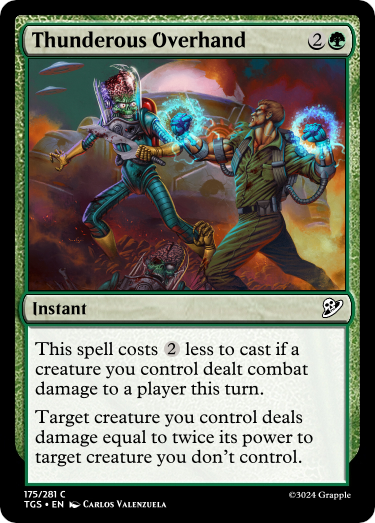 Thunderous Overhand 2
Instant
This spell costs 2 less to cast if a
creature you control dealt combat
damage to a player this turn.
Target creature you control deals
damage equal to twice its power to
target creature you don't control.
175/281 C
TGS • EN Carlos Valenzuela
©3024 Grapple